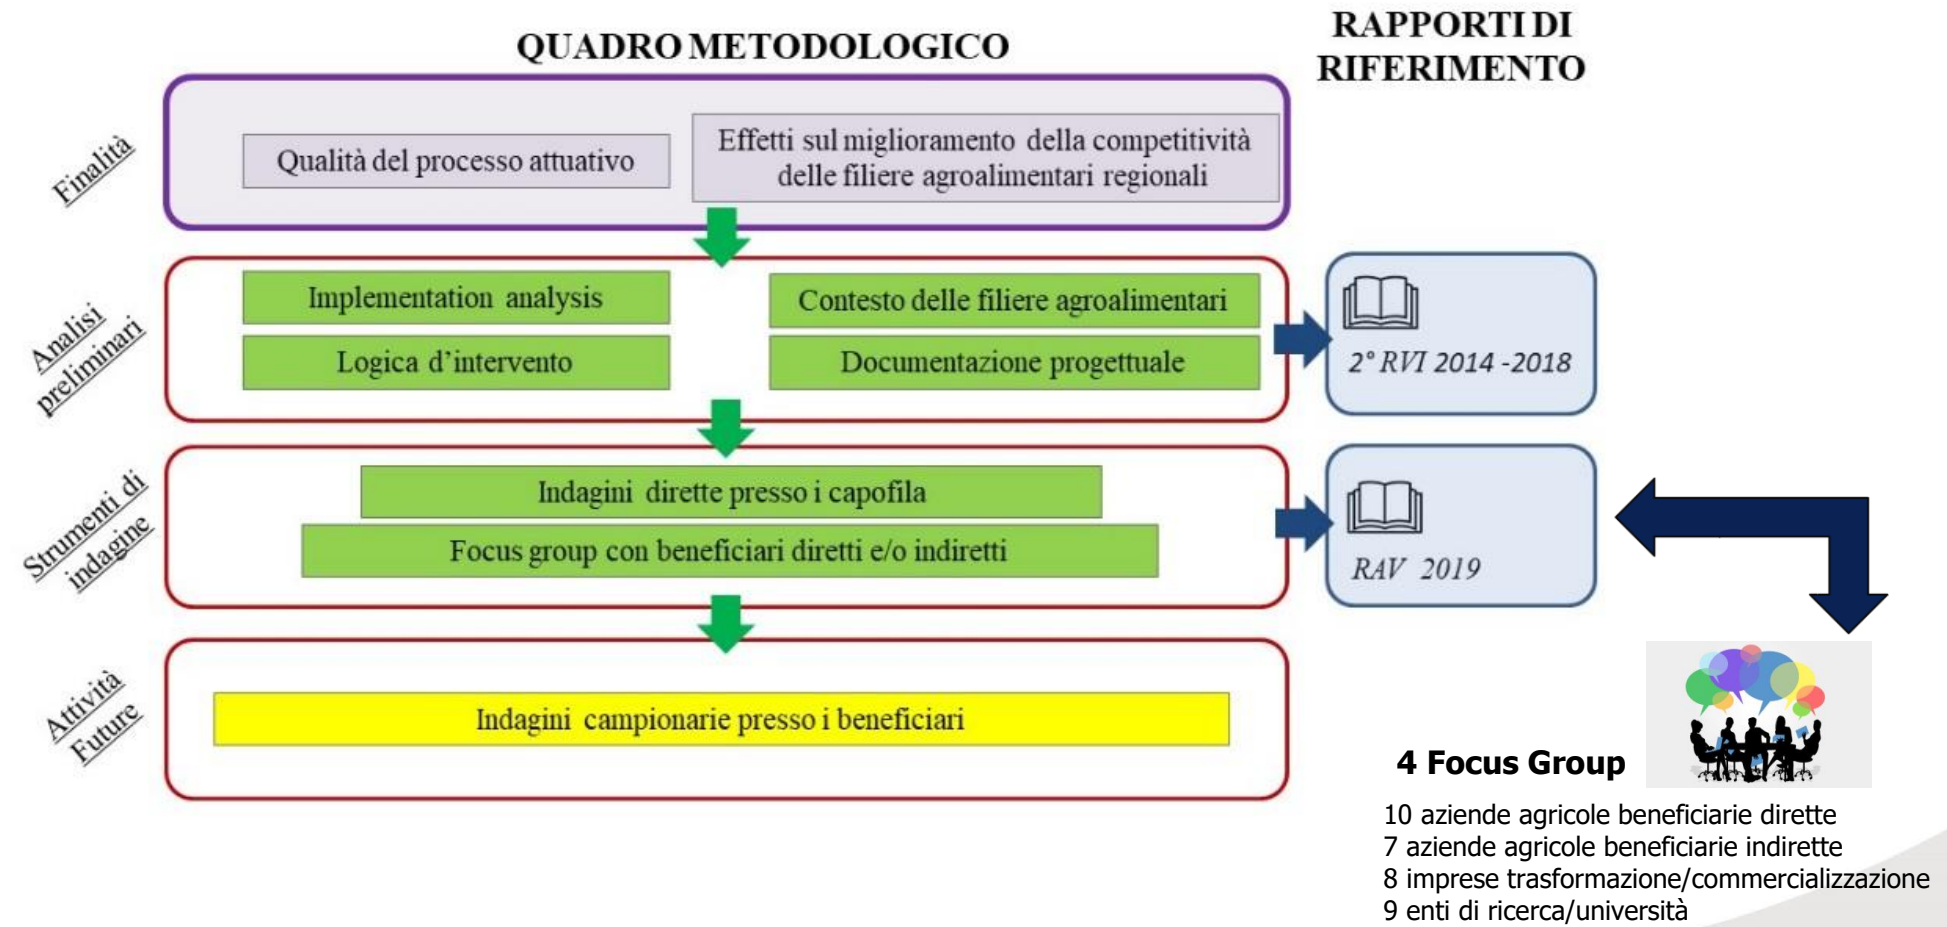 QUADRO METODOLOGICO
RAPPORTI DI
RIFERIMENTO
Finalità
Qualità del processo attuativo
Effetti sul miglioramento della competitività
delle filiere agroalimentari regionali
Analisi
preliminari
Implementation analysis
Contesto delle filiere agroalimentari
Logica d'intervento
Documentazione progettuale
2° RVI 2014 -2018
Strumenti di
indagine
Indagini dirette presso i capofila
Focus group con beneficiari diretti e/o indiretti
RAV 2019
Attività
Future
Indagini campionarie presso i beneficiari
4 Focus Group
10 aziende agricole beneficiarie dirette
7 aziende agricole beneficiarie indirette
8 imprese trasformazione/commercializzazione
9 enti di ricerca/università